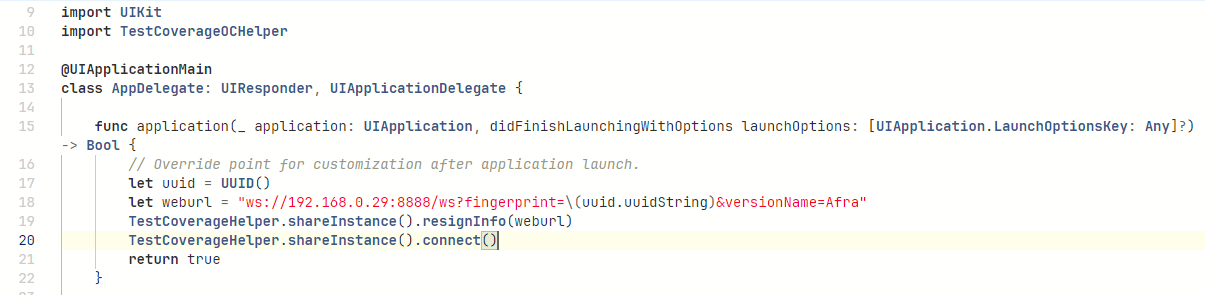 9 import UIKit
10 import TestCoverageOCHelper
11
12 @UIApplicationMain
13 class AppDelegate: UIResponder, UIApplicationDelegate {
14
15 func application(_ application: UIApplication, didFinishLaunchingWithOptions launchOptions: [UIApplication.LaunchOptionsKey: Any]?)
-> Bool {
16 // Override point for customization after application launch.
17 let uuid = UUID()
18 let weburl = "ws://192.168.0.29:8888/ws?fingerprint=\(uuid.uuidString)&versionName=Afra"
19 TestCoverageHelper.shareInstance().resignInfo(weburl)
20 TestCoverageHelper.shareInstance().connect()
21 return true
22 }